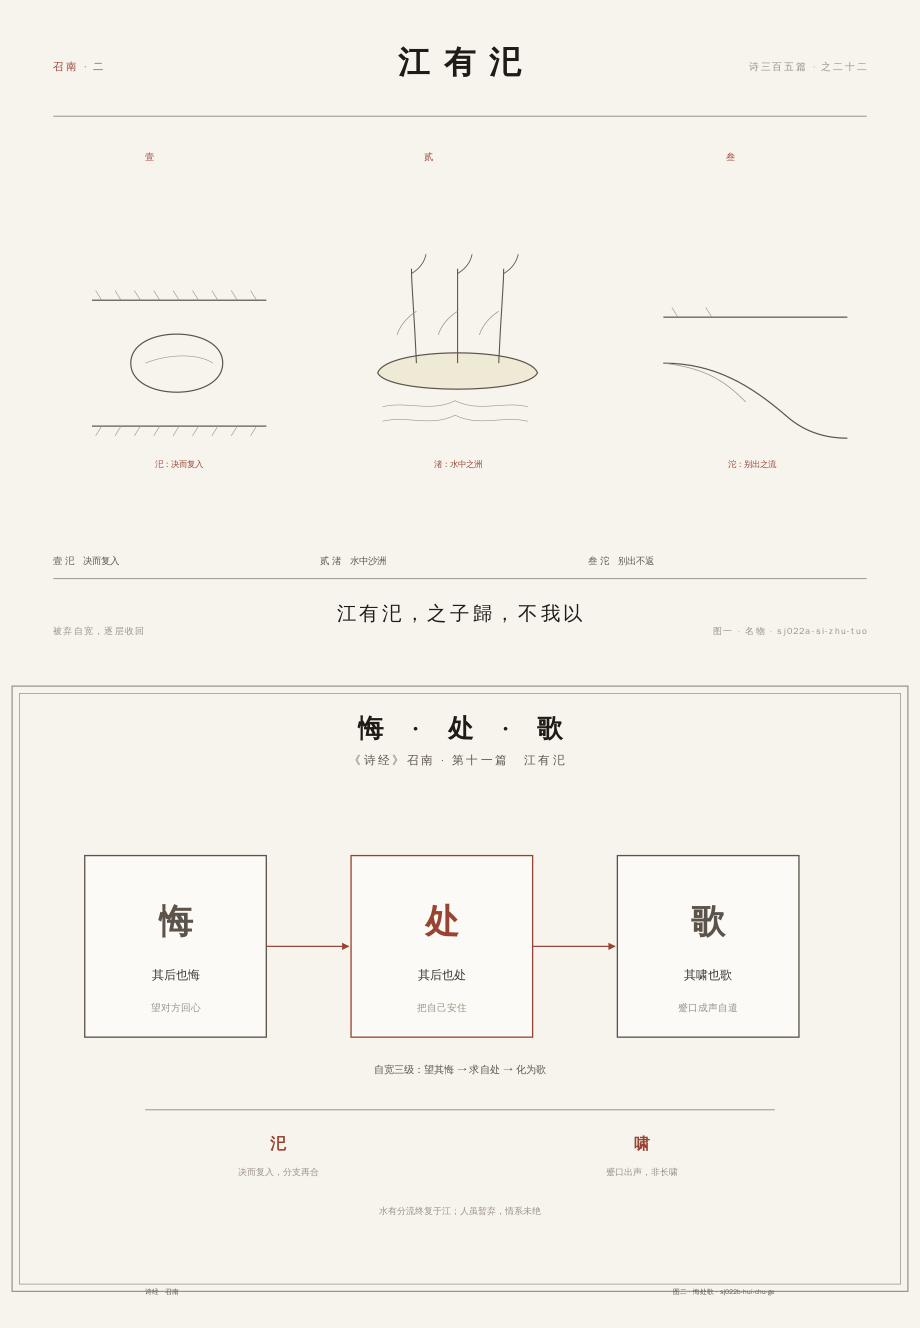 召南 · 二
江有汜
诗三百五篇 · 之二十二
壹
贰
叁
汜：决而复入
渚：水中之洲
沱：别出之流
壹 汜 决而复入
贰 渚 水中沙洲
叁 沱 别出不返
江有汜，之子歸，不我以
被弃自宽，逐层收回
图一 · 名物 · sj022a-si-zhu-tuo
悔 · 处 · 歌
《诗经》召南 · 第十一篇 江有汜
悔
其后也悔
望对方回心
处
其后也处
把自己安住
歌
其啸也歌
蹙口成声自遣
自宽三级：望其悔 → 求自处 → 化为歌
汜
决而复入，分支再合
啸
蹙口出声，非长啸
水有分流终复于江；人虽暂弃，情系未绝
诗经 · 召南
图二 · 悔处歌 · sj022b-hui-chu-ge